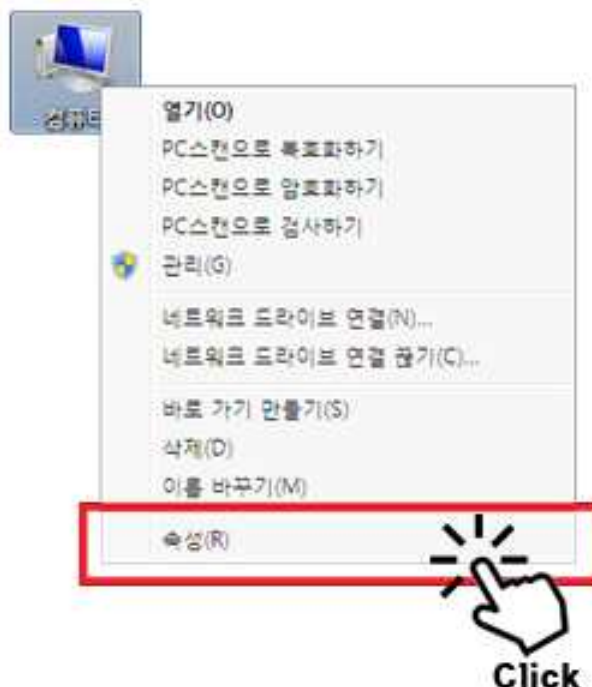 컴퓨터
열기(O)
PC스캔으로 복호화하기
PC스캔으로 암호화하기
PC스캔으로 검사하기
관리(G)
네트워크 드라이브 연결(N)...
네트워크 드라이브 연결 끊기(C)...
바로 가기 만들기(S)
삭제(D)
이름 바꾸기(M)
속성(R)
Click